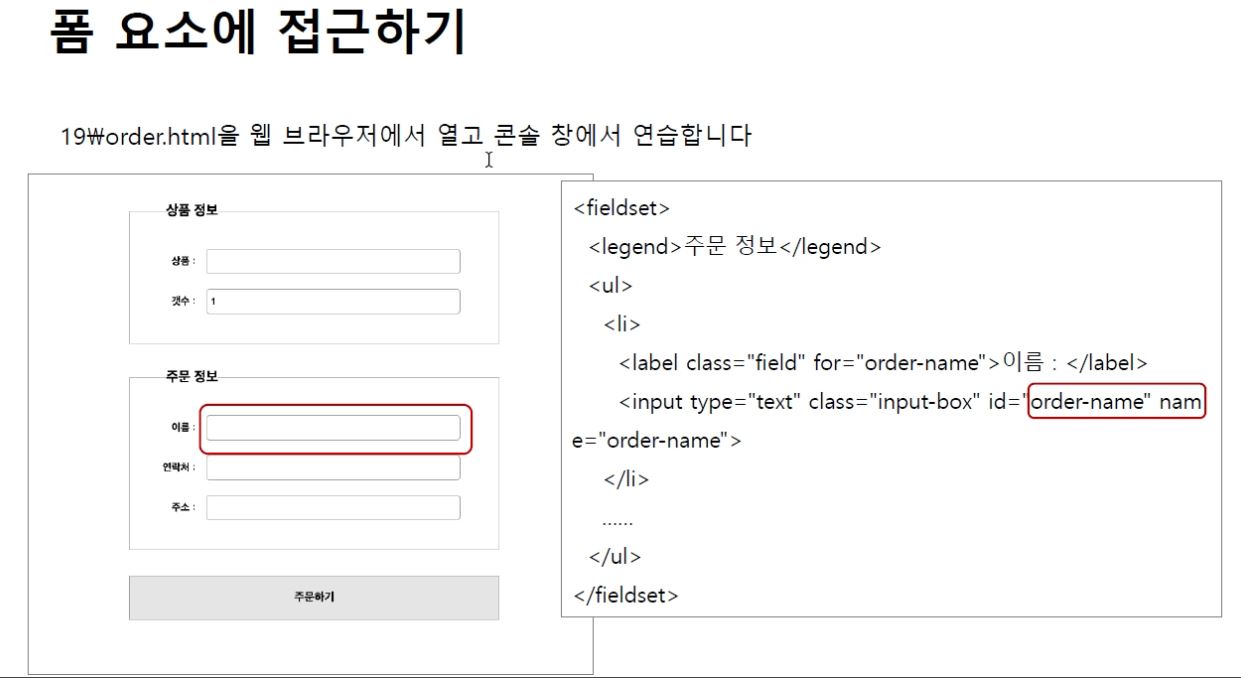 폼 요소에 접근하기
19₩order.html을 웹 브라우저에서 열고 콘솔 창에서 연습합니다
상품 정보
상품 :
갯수 : 1
주문 정보
이름 :
연락처 :
주소 :
주문하기
<fieldset>
<legend>주문 정보</legend>
<ul>
<li>
<label class="field" for="order-name">이름 : </label>
<input type="text" class="input-box" id="order-name" nam
e="order-name">
</li>
......
</ul>
</fieldset>